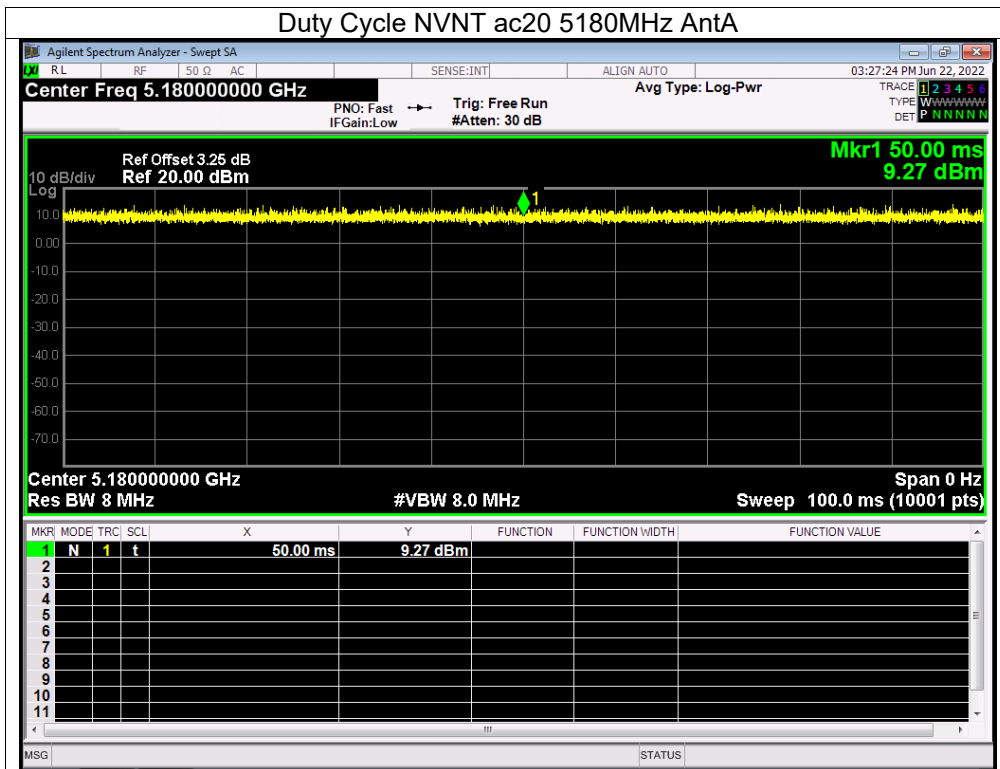 Duty Cycle NVNT ac20 5180MHz AntA
Agilent Spectrum Analyzer - Swept SA
LXI RL RF 50 Ω AC SENSE:INT ALIGN AUTO 03:27:24 PM Jun 22, 2022
Center Freq 5.180000000 GHz Avg Type: Log-Pwr TRACE 1 2 3 4 5 6
PNO: Fast Trig: Free Run TYPE WWWWWW
IFGain:Low #Atten: 30 dB DET P N N N N N
Mkr1 50.00 ms
Ref Offset 3.25 dB
10 dB/div Ref 20.00 dBm 9.27 dBm
Log
1
10.0
0.00
-10.0
-20.0
-30.0
-40.0
-50.0
-60.0
-70.0
Center 5.180000000 GHz Span 0 Hz
Res BW 8 MHz #VBW 8.0 MHz Sweep 100.0 ms (10001 pts)
MKR MODE TRC SCL X Y FUNCTION FUNCTION WIDTH FUNCTION VALUE
1 N 1 t 50.00 ms 9.27 dBm
2
3
4
5
6
7
8
9
10
11
MSG STATUS